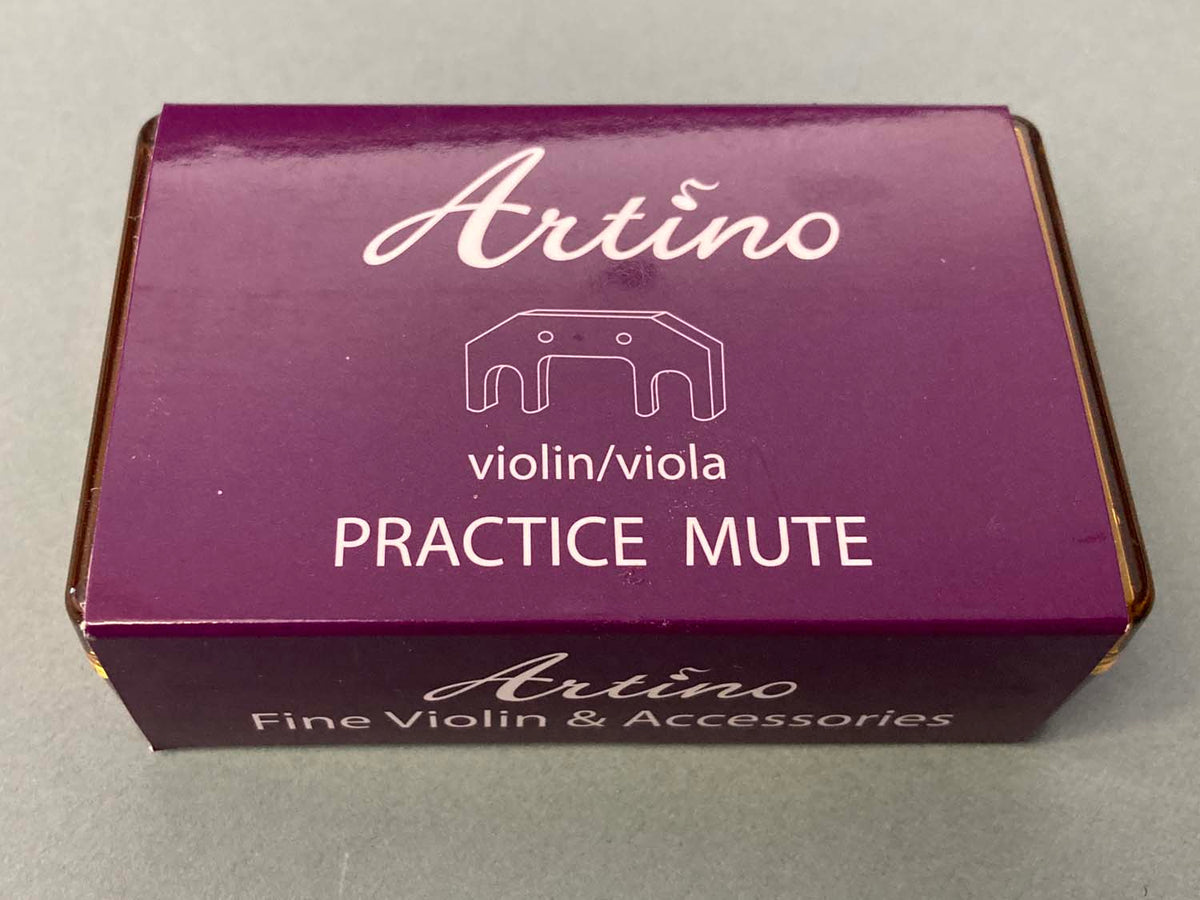 Artino
violin/viola
PRACTICE MUTE
Artino
Fine Violin & Accessories